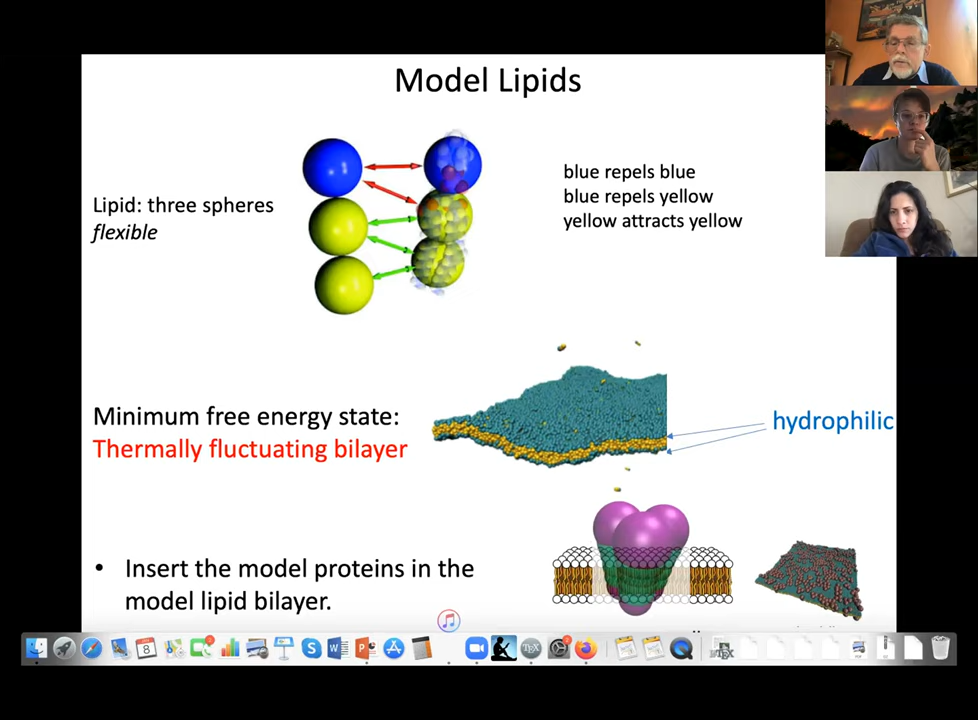 Model Lipids
Lipid: three spheres
flexible
blue repels blue
blue repels yellow
yellow attracts yellow
Minimum free energy state:
Thermally fluctuating bilayer
hydrophilic
• Insert the model proteins in the
model lipid bilayer.
8